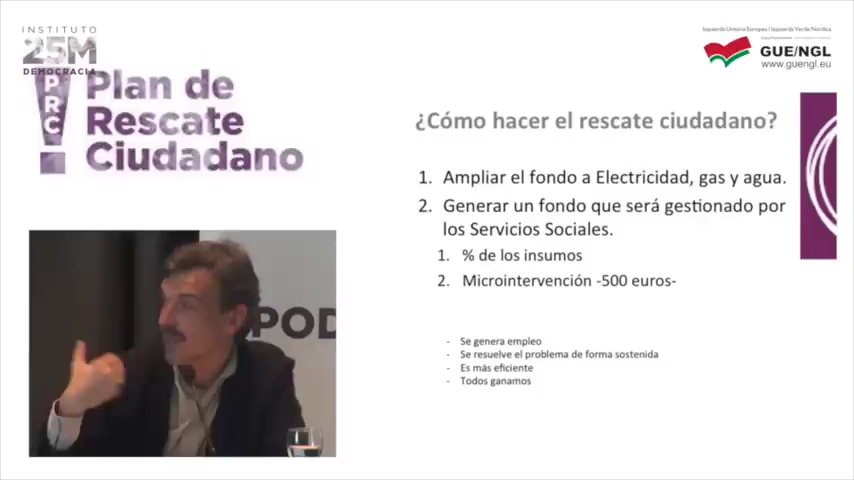 INSTITUTO
25M
DEMOCRACIA
PRC
Plan de
Rescate
Ciudadano
Izquierda Unitaria Europea / Izquierda Verde Nórdica
GUE/NGL
www.guengl.eu
¿Cómo hacer el rescate ciudadano?
1. Ampliar el fondo a Electricidad, gas y agua.
2. Generar un fondo que será gestionado por
los Servicios Sociales.
1. % de los insumos
2. Microintervención -500 euros-
- Se genera empleo
- Se resuelve el problema de forma sostenida
- Es más eficiente
- Todos ganamos
POD